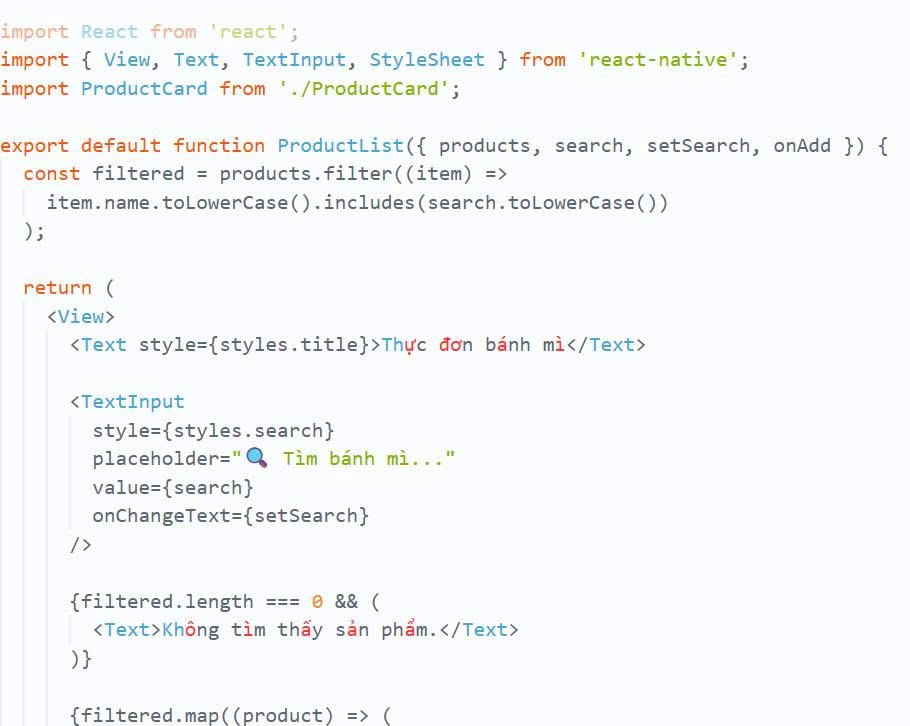 import React from 'react';
import { View, Text, TextInput, StyleSheet } from 'react-native';
import ProductCard from './ProductCard';

export default function ProductList({ products, search, setSearch, onAdd }) {
  const filtered = products.filter((item) =>
    item.name.toLowerCase().includes(search.toLowerCase())
  );

  return (
    <View>
      <Text style={styles.title}>Thực đơn bánh mì</Text>

      <TextInput
        style={styles.search}
        placeholder="🔍 Tìm bánh mì..."
        value={search}
        onChangeText={setSearch}
      />

      {filtered.length === 0 && (
        <Text>Không tìm thấy sản phẩm.</Text>
      )}

      {filtered.map((product) => (